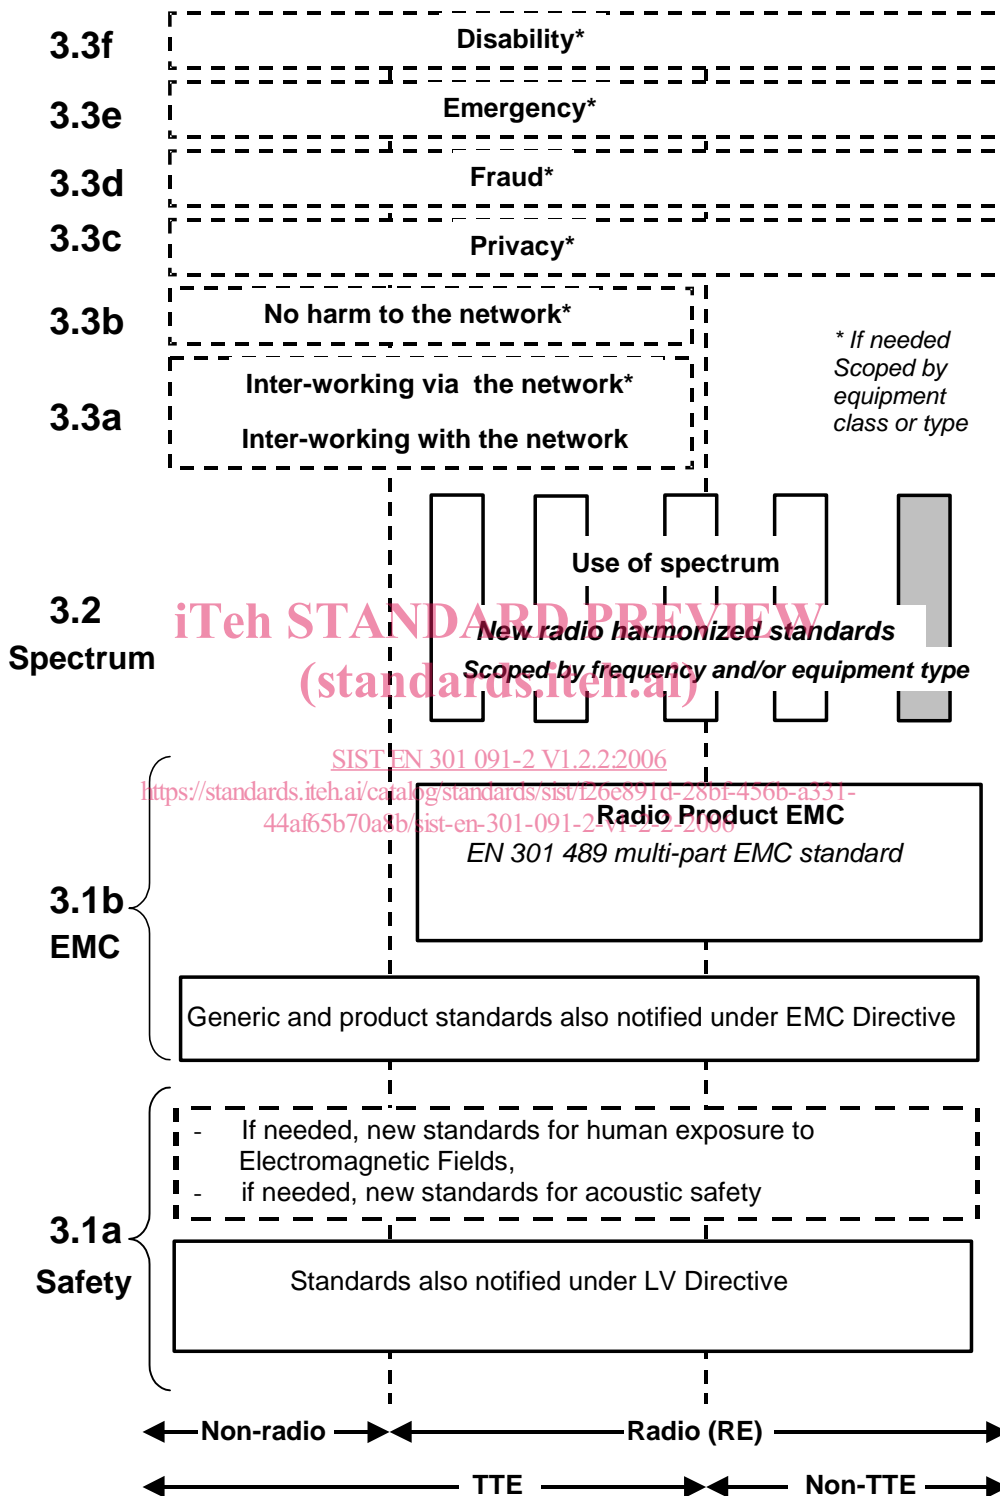 3.3f
Disability*
3.3e
Emergency*
3.3d
Fraud*
3.3c
Privacy*
3.3b
No harm to the network*
* If needed
Scoped by
equipment
class or type
3.3a
Inter-working via the network*
Inter-working with the network
Use of spectrum
3.2
Spectrum
iTeh STANDARD PREVIEW
New radio harmonized standards
(standards.iteh.ai)
Scoped by frequency and/or equipment type
SIST EN 301 091-2 V1.2.2:2006
https://standards.iteh.ai/catalog/standards/sist/f26e891d-28bf-456b-a331-
44af65b70a8b/sist-en-301-091-2-v1-2-2-2006
Radio Product EMC
EN 301 489 multi-part EMC standard
3.1b
EMC
Generic and product standards also notified under EMC Directive
- If needed, new standards for human exposure to
Electromagnetic Fields,
- if needed, new standards for acoustic safety
3.1a
Safety
Standards also notified under LV Directive
Non-radio
Radio (RE)
TTE
Non-TTE